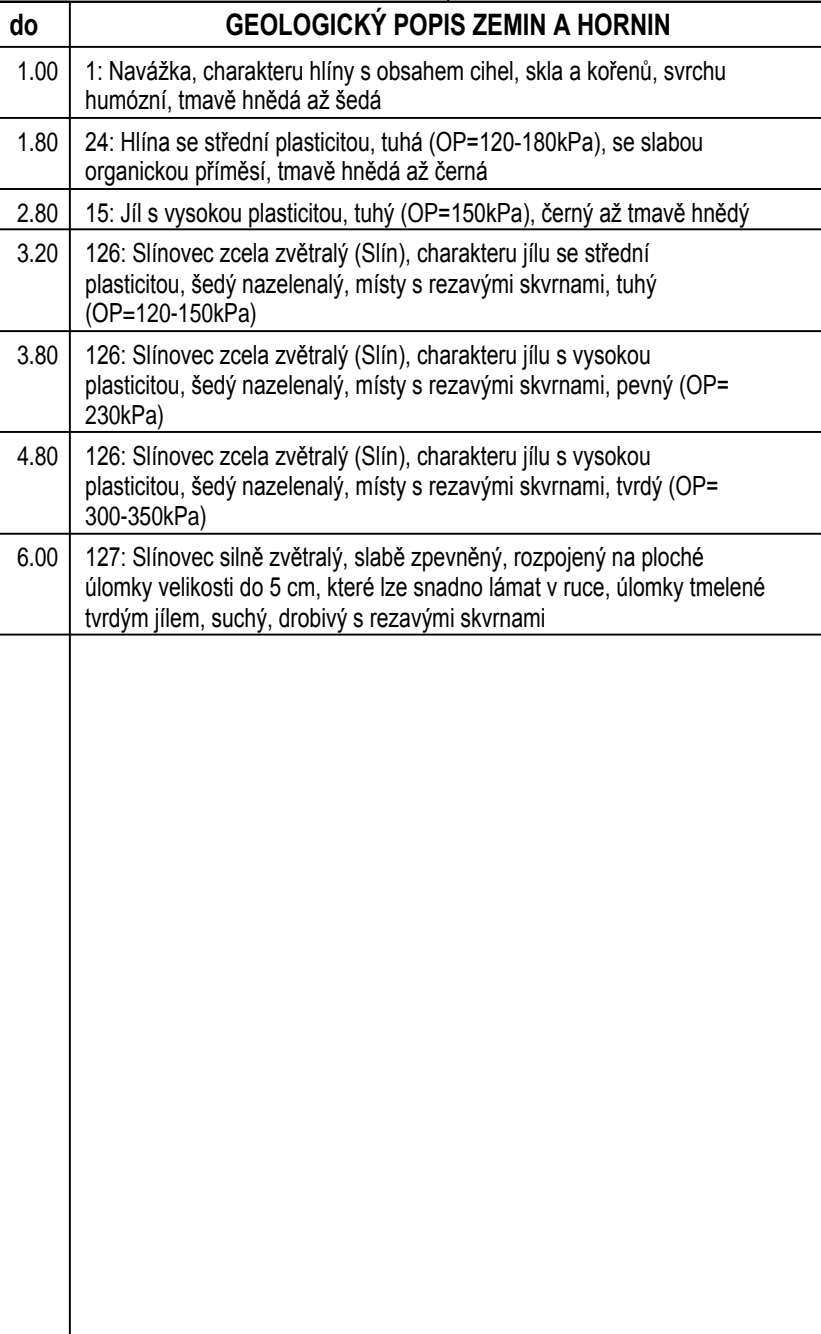 do GEOLOGICKÝ POPIS ZEMIN A HORNIN
1.00 1: Navážka, charakteru hlíny s obsahem cihel, skla a kořenů, svrchu
humózní, tmavě hnědá až šedá
1.80 24: Hlína se střední plasticitou, tuhá (OP=120-180kPa), se slabou
organickou příměsí, tmavě hnědá až černá
2.80 15: Jíl s vysokou plasticitou, tuhý (OP=150kPa), černý až tmavě hnědý
3.20 126: Slínovec zcela zvětralý (Slín), charakteru jílu se střední
plasticitou, šedý nazelenalý, místy s rezavými skvrnami, tuhý
(OP=120-150kPa)
3.80 126: Slínovec zcela zvětralý (Slín), charakteru jílu s vysokou
plasticitou, šedý nazelenalý, místy s rezavými skvrnami, pevný (OP=
230kPa)
4.80 126: Slínovec zcela zvětralý (Slín), charakteru jílu s vysokou
plasticitou, šedý nazelenalý, místy s rezavými skvrnami, tvrdý (OP=
300-350kPa)
6.00 127: Slínovec silně zvětralý, slabě zpevněný, rozpojený na ploché
úlomky velikosti do 5 cm, které lze snadno lámat v ruce, úlomky tmelené
tvrdým jílem, suchý, drobivý s rezavými skvrnami